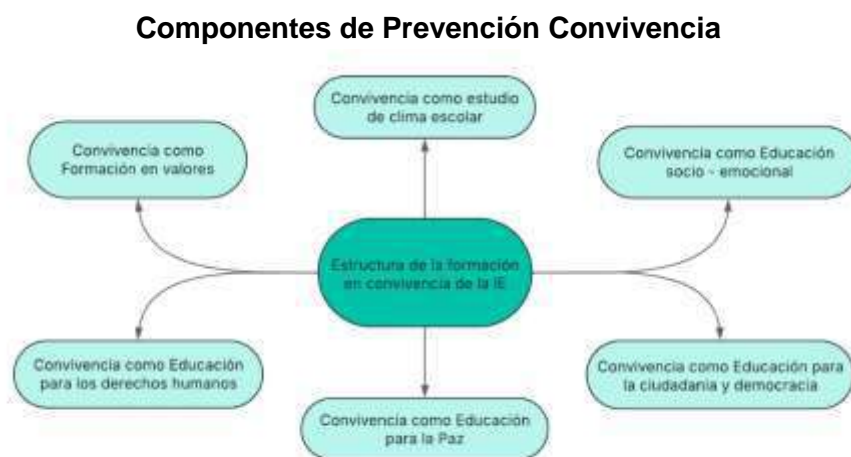 Componentes de Prevención Convivencia
Convivencia como estudio
de clima escolar
Convivencia como
Formación en valores
Convivencia como Educación
socio - emocional
Estructura de la formación
en convivencia de la IE
Convivencia como Educación
para los derechos humanos
Convivencia como Educación para
la ciudadania y democracia
Convivencia como Educación
para la Paz